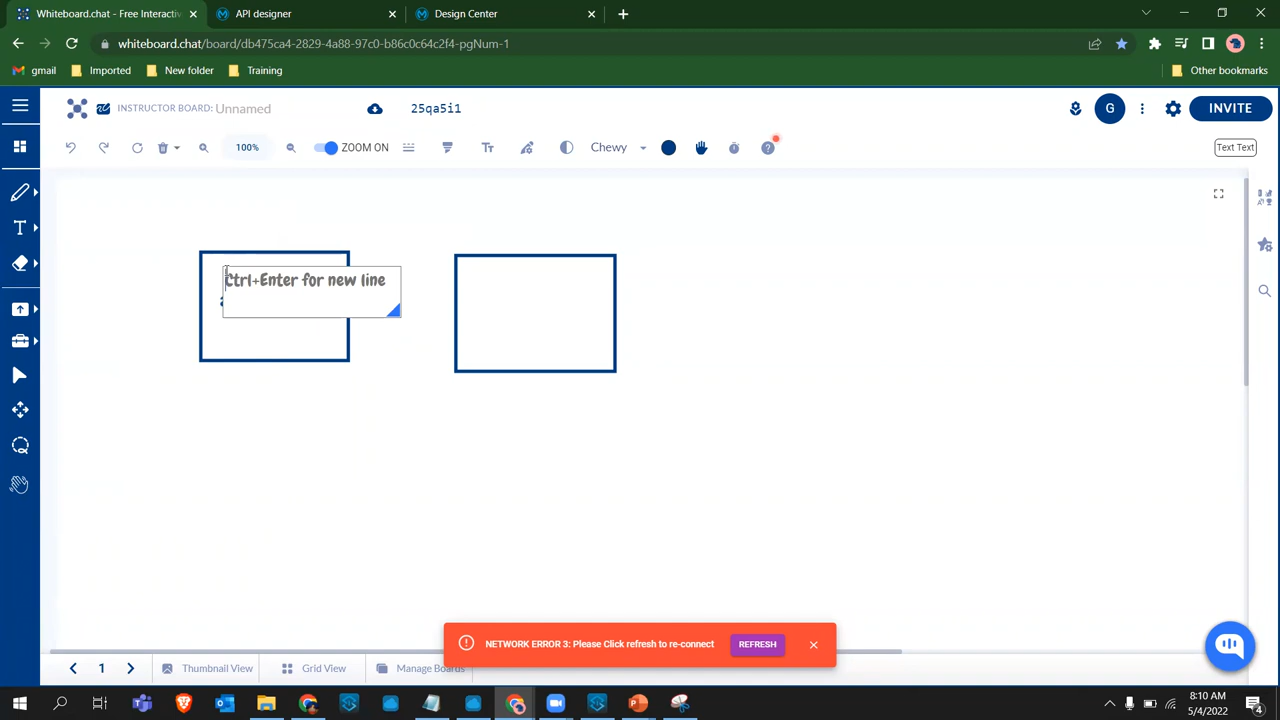 Whiteboard.chat - Free Interactiv
API designer
Design Center
whiteboard.chat/board/db475ca4-2829-4a88-97c0-b86c0c64c2f4-pgNum-1
gmail
Imported
New folder
Training
Other bookmarks
INSTRUCTOR BOARD: Unnamed
25qa5i1
G
INVITE
100%
ZOOM ON
Tr
Chewy
Text Text
T
Ctrl+Enter for new line
NETWORK ERROR 3: Please Click refresh to re-connect
REFRESH
1
Thumbnail View
Grid View
Manage Boards
8:10 AM
5/4/2022
4